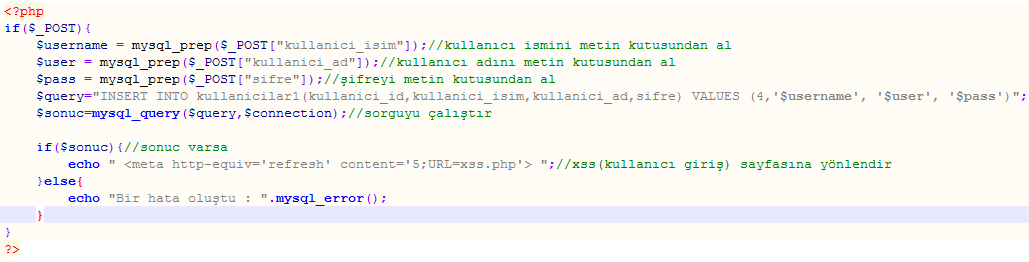 <?php
if($_POST){
    $username = mysql_prep($_POST["kullanici_isim"]);//kullanıcı ismini metin kutusundan al
    $user = mysql_prep($_POST["kullanici_ad"]);//kullanıcı adını metin kutusundan al
    $pass = mysql_prep($_POST["sifre"]);//şifreyi metin kutusundan al
    $query="INSERT INTO kullanicilar1(kullanici_id,kullanici_isim,kullanici_ad,sifre) VALUES (4,'$username', '$user', '$pass')";
    $sonuc=mysql_query($query,$connection);//sorguyu çalıştır
    if($sonuc){//sonuc varsa
        echo " <meta http-equiv='refresh' content='5;URL=xss.php'> ";//xss(kullanıcı giriş) sayfasına yönlendir
    }else{
        echo "Bir hata oluştu : ".mysql_error();
    }
}
?>